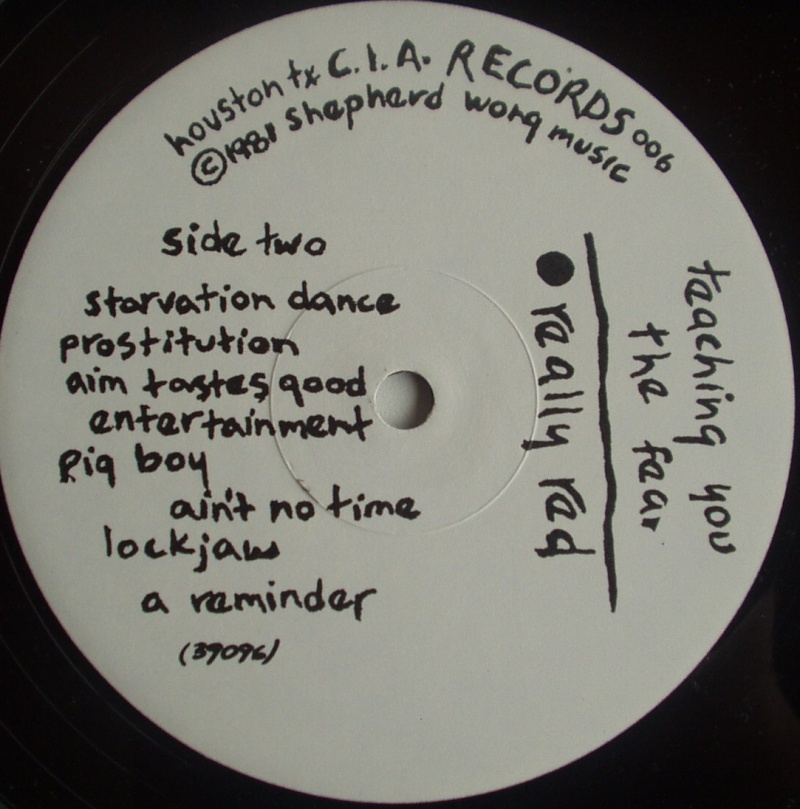 houston tx C.I.A. RECORDS 006
©1981 shepherd worq music
side two
starvation dance
prostitution
aim tastes good
entertainment
pig boy
ain't no time
lockjaw
a reminder
(39096)
teaching you
the fear
● really red